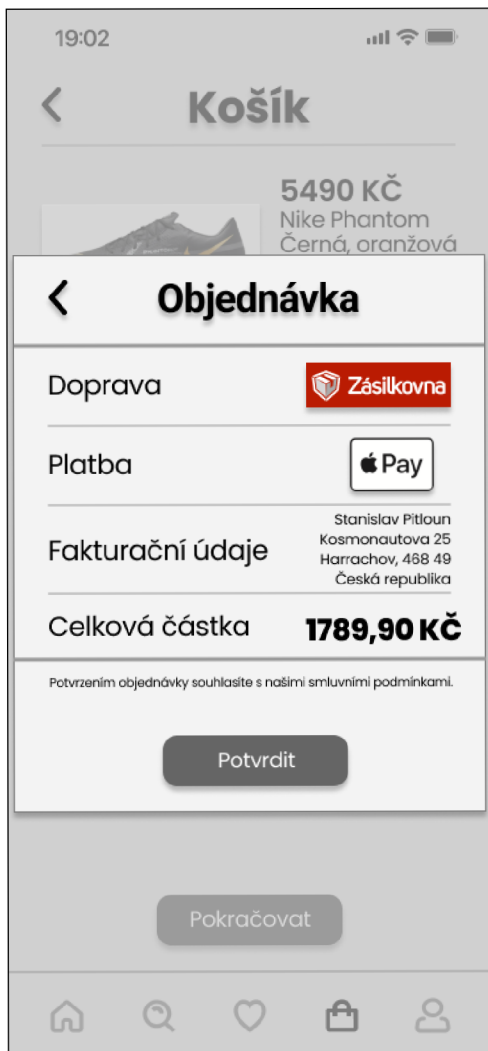 19:02
Košík
5490 KČ
Nike Phantom
Černá, oranžová
Objednávka
Doprava
Zásilkovna
Platba
Pay
Fakturační údaje
Stanislav Pitloun
Kosmonautova 25
Harrachov, 468 49
Česká republika
Celková částka
1789,90 KČ
Potvrzením objednávky souhlasíte s našimi smluvními podmínkami.
Potvrdit
Pokračovat